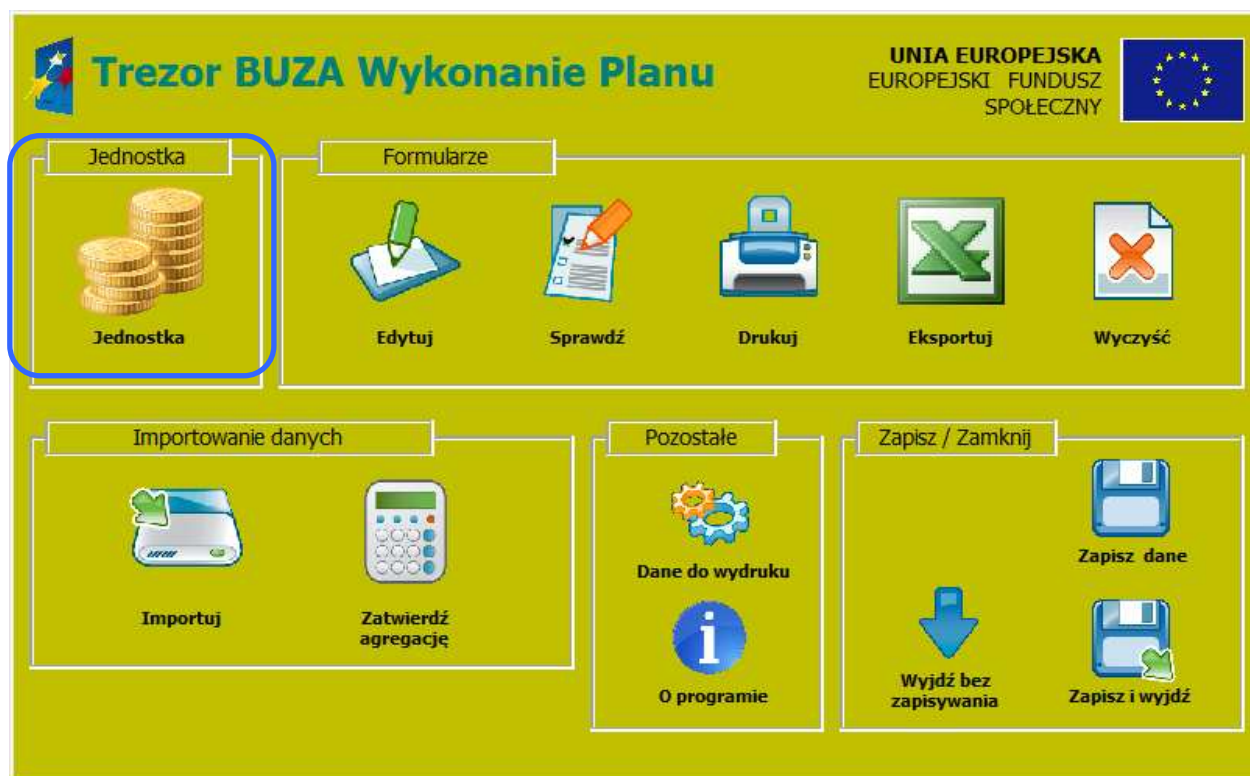 Trezor BUZA Wykonanie Planu
UNIA EUROPEJSKA
EUROPEJSKI FUNDUSZ
SPOŁECZNY
Jednostka
Formularze
Jednostka
Edytuj
Sprawdź
Drukuj
Eksportuj
Wyczyść
Importowanie danych
Pozostałe
Zapisz / Zamknij
Importuj
Zatwierdź
agregację
Dane do wydruku
O programie
Zapisz dane
Wyjdź bez
zapisywania
Zapisz i wyjdź